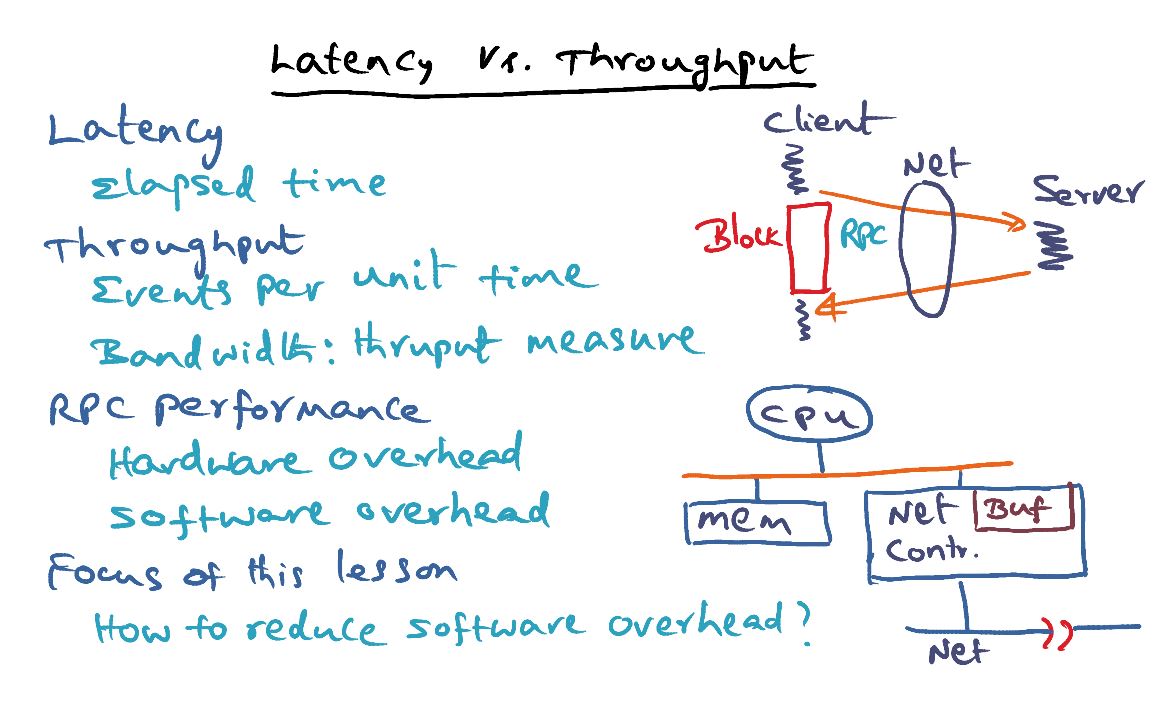 Latency Vs. Throughput
Latency
Elapsed time
Throughput
Events per unit time
Bandwidth: thruput measure
RPC performance
Hardware overhead
software overhead
Focus of this lesson
How to reduce software overhead?
Client
Net
Server
Block
RPC
CPU
mem
Net Buf
Contr.
Net